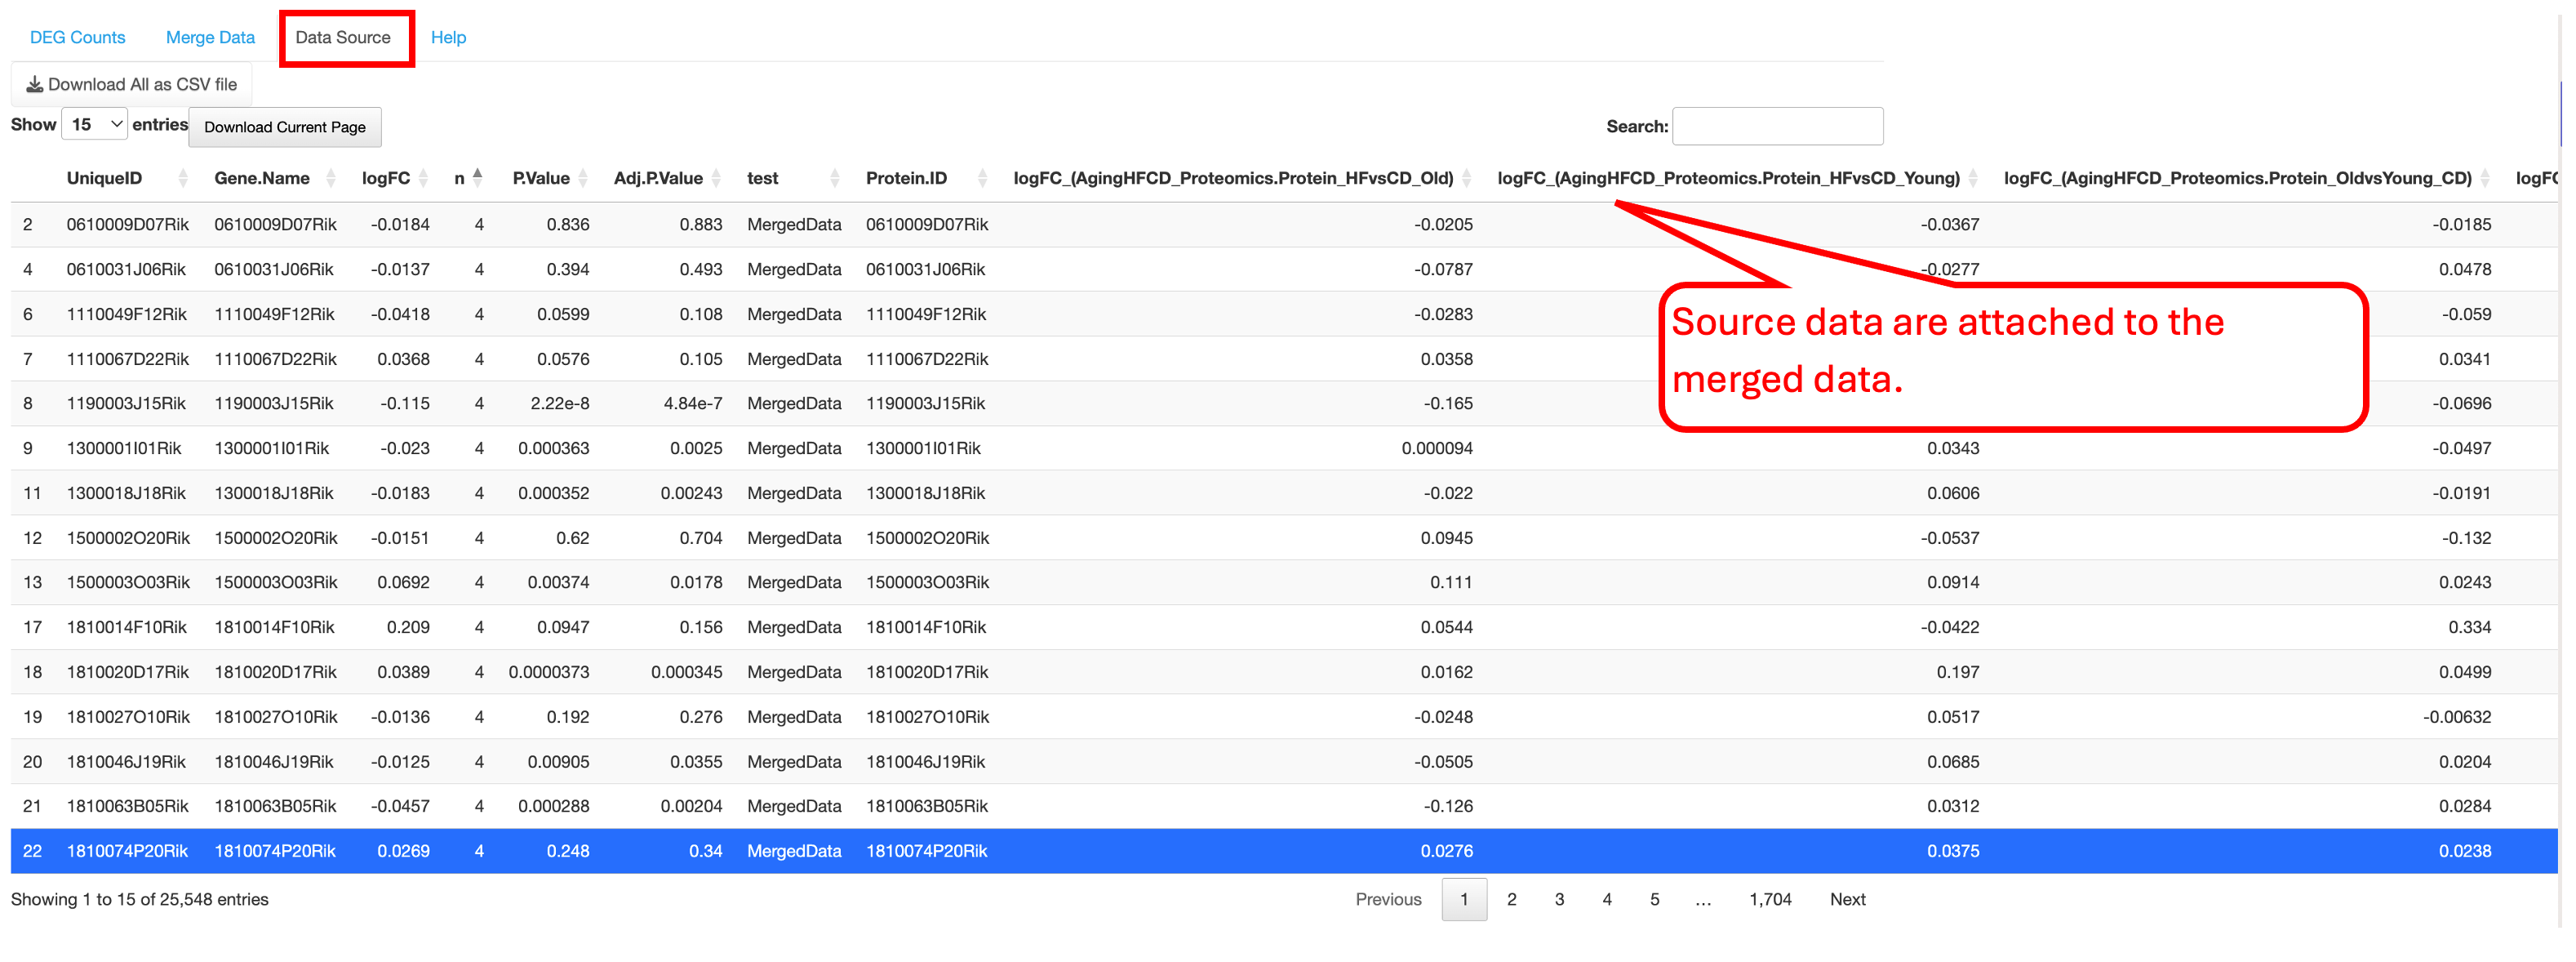 DEG Counts Merge Data Data Source Help
Download All as CSV file
Show 15 entries Download Current Page Search:
UniqueID Gene.Name logFC n P.Value Adj.P.Value test Protein.ID logFC_(AgingHFCD_Proteomics.Protein_HFvsCD_Old) logFC_(AgingHFCD_Proteomics.Protein_HFvsCD_Young) logFC_(AgingHFCD_Proteomics.Protein_OldvsYoung_CD) logFC
2 0610009D07Rik 0610009D07Rik -0.0184 4 0.836 0.883 MergedData 0610009D07Rik -0.0205 -0.0367 -0.0185
4 0610031J06Rik 0610031J06Rik -0.0137 4 0.394 0.493 MergedData 0610031J06Rik -0.0787 -0.0277 0.0478
6 1110049F12Rik 1110049F12Rik -0.0418 4 0.0599 0.108 MergedData 1110049F12Rik -0.0283 -0.059
7 1110067D22Rik 1110067D22Rik 0.0368 4 0.0576 0.105 MergedData 1110067D22Rik 0.0358 0.0341
8 1190003J15Rik 1190003J15Rik -0.115 4 2.22e-8 4.84e-7 MergedData 1190003J15Rik -0.165 -0.0696
Source data are attached to the
merged data.
9 1300001I01Rik 1300001I01Rik -0.023 4 0.000363 0.0025 MergedData 1300001I01Rik 0.000094 0.0343 -0.0497
11 1300018J18Rik 1300018J18Rik -0.0183 4 0.000352 0.00243 MergedData 1300018J18Rik -0.022 0.0606 -0.0191
12 1500002O20Rik 1500002O20Rik -0.0151 4 0.62 0.704 MergedData 1500002O20Rik 0.0945 -0.0537 -0.132
13 1500003O03Rik 1500003O03Rik 0.0692 4 0.00374 0.0178 MergedData 1500003O03Rik 0.111 0.0914 0.0243
17 1810014F10Rik 1810014F10Rik 0.209 4 0.0947 0.156 MergedData 1810014F10Rik 0.0544 -0.0422 0.334
18 1810020D17Rik 1810020D17Rik 0.0389 4 0.0000373 0.000345 MergedData 1810020D17Rik 0.0162 0.197 0.0499
19 1810027O10Rik 1810027O10Rik -0.0136 4 0.192 0.276 MergedData 1810027O10Rik -0.0248 0.0517 -0.00632
20 1810046J19Rik 1810046J19Rik -0.0125 4 0.00905 0.0355 MergedData 1810046J19Rik -0.0505 0.0685 0.0204
21 1810063B05Rik 1810063B05Rik -0.0457 4 0.000288 0.00204 MergedData 1810063B05Rik -0.126 0.0312 0.0284
22 1810074P20Rik 1810074P20Rik 0.0269 4 0.248 0.34 MergedData 1810074P20Rik 0.0276 0.0375 0.0238
Showing 1 to 15 of 25,548 entries Previous 1 2 3 4 5 … 1,704 Next